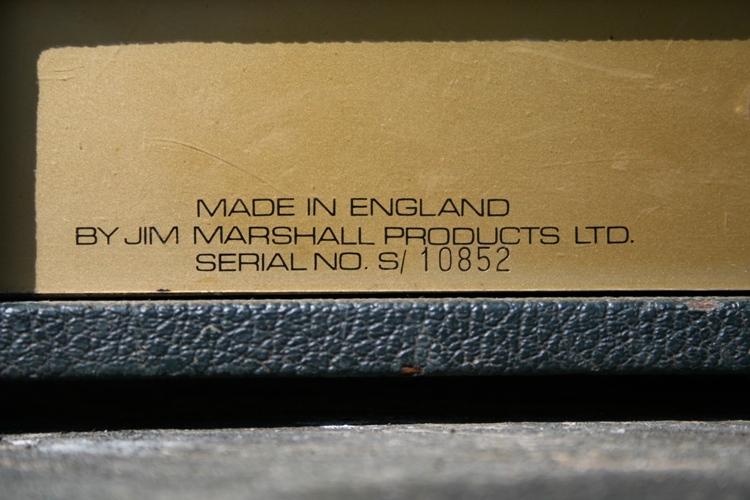 MADE IN ENGLAND
BY JIM MARSHALL PRODUCTS LTD.
SERIAL NO. S/ 10852